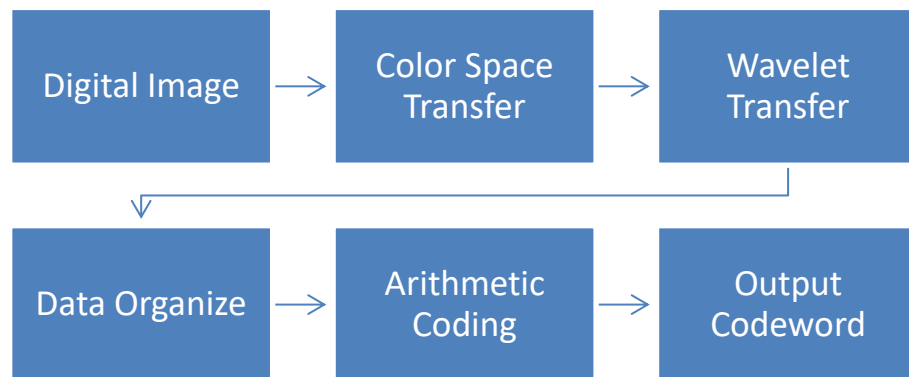 Digital Image
Color Space
Transfer
Wavelet
Transfer
Data Organize
Arithmetic
Coding
Output
Codeword